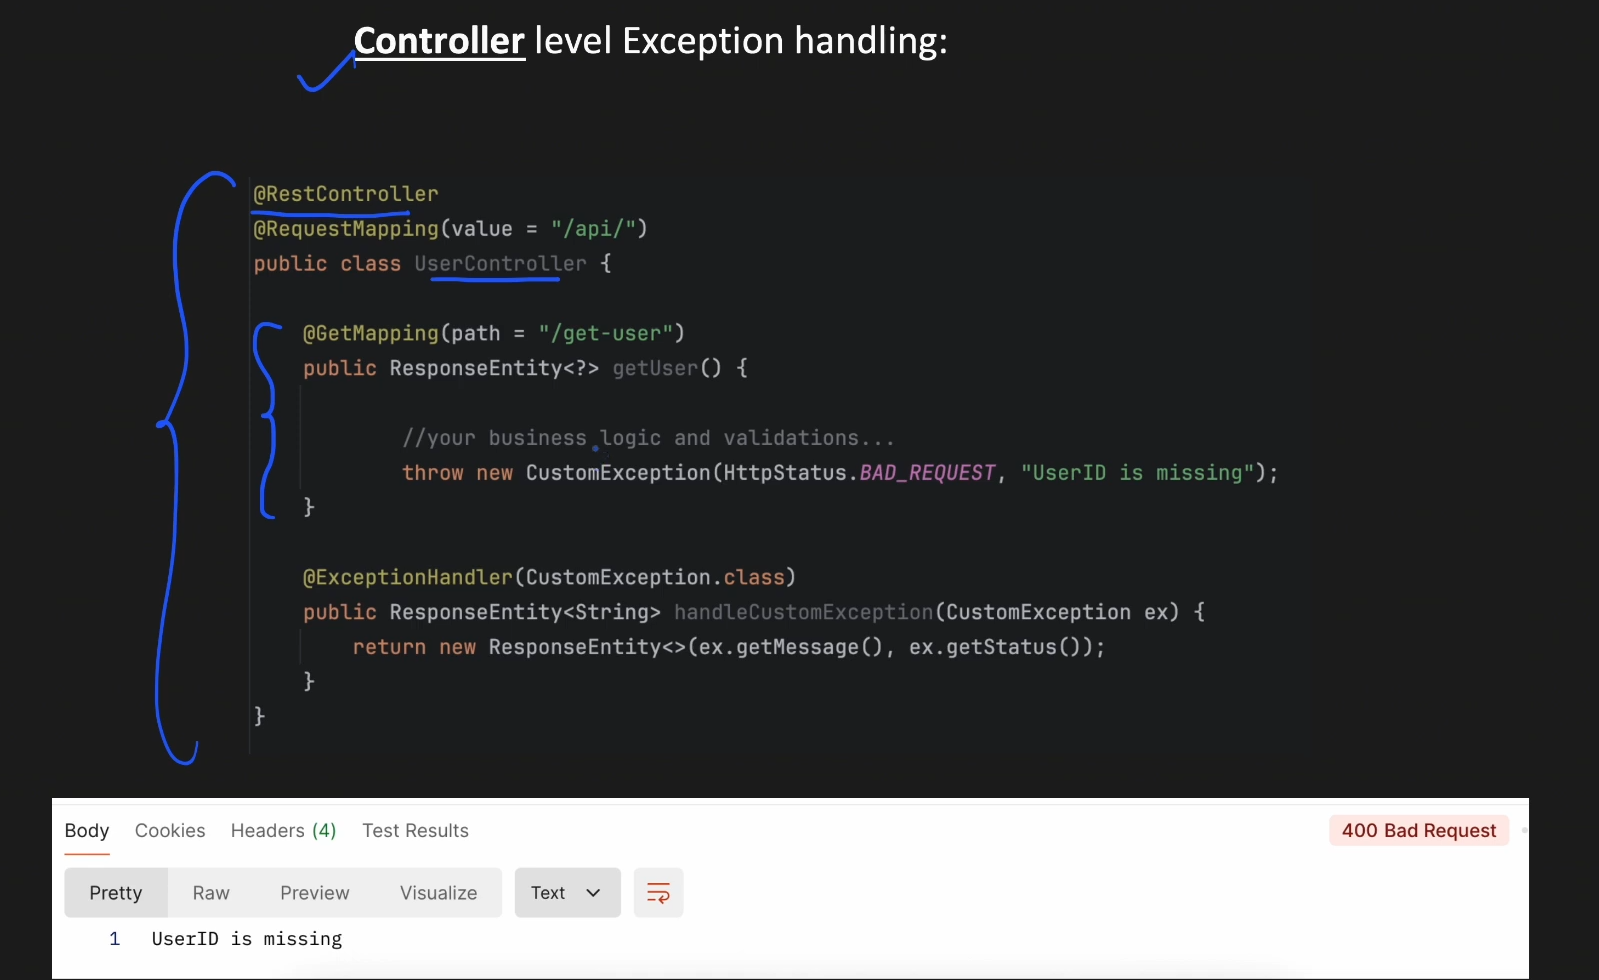 Controller level Exception handling:
@RestController
@RequestMapping(value = "/api/")
public class UserController {
@GetMapping(path = "/get-user")
public ResponseEntity<?> getUser() {
//your business logic and validations...
throw new CustomException(HttpStatus.BAD_REQUEST, "UserID is missing");
}
@ExceptionHandler(CustomException.class)
public ResponseEntity<String> handleCustomException(CustomException ex) {
return new ResponseEntity<>(ex.getMessage(), ex.getStatus());
}
}
Body Cookies Headers (4) Test Results 400 Bad Request
Pretty Raw Preview Visualize Text
1 UserID is missing